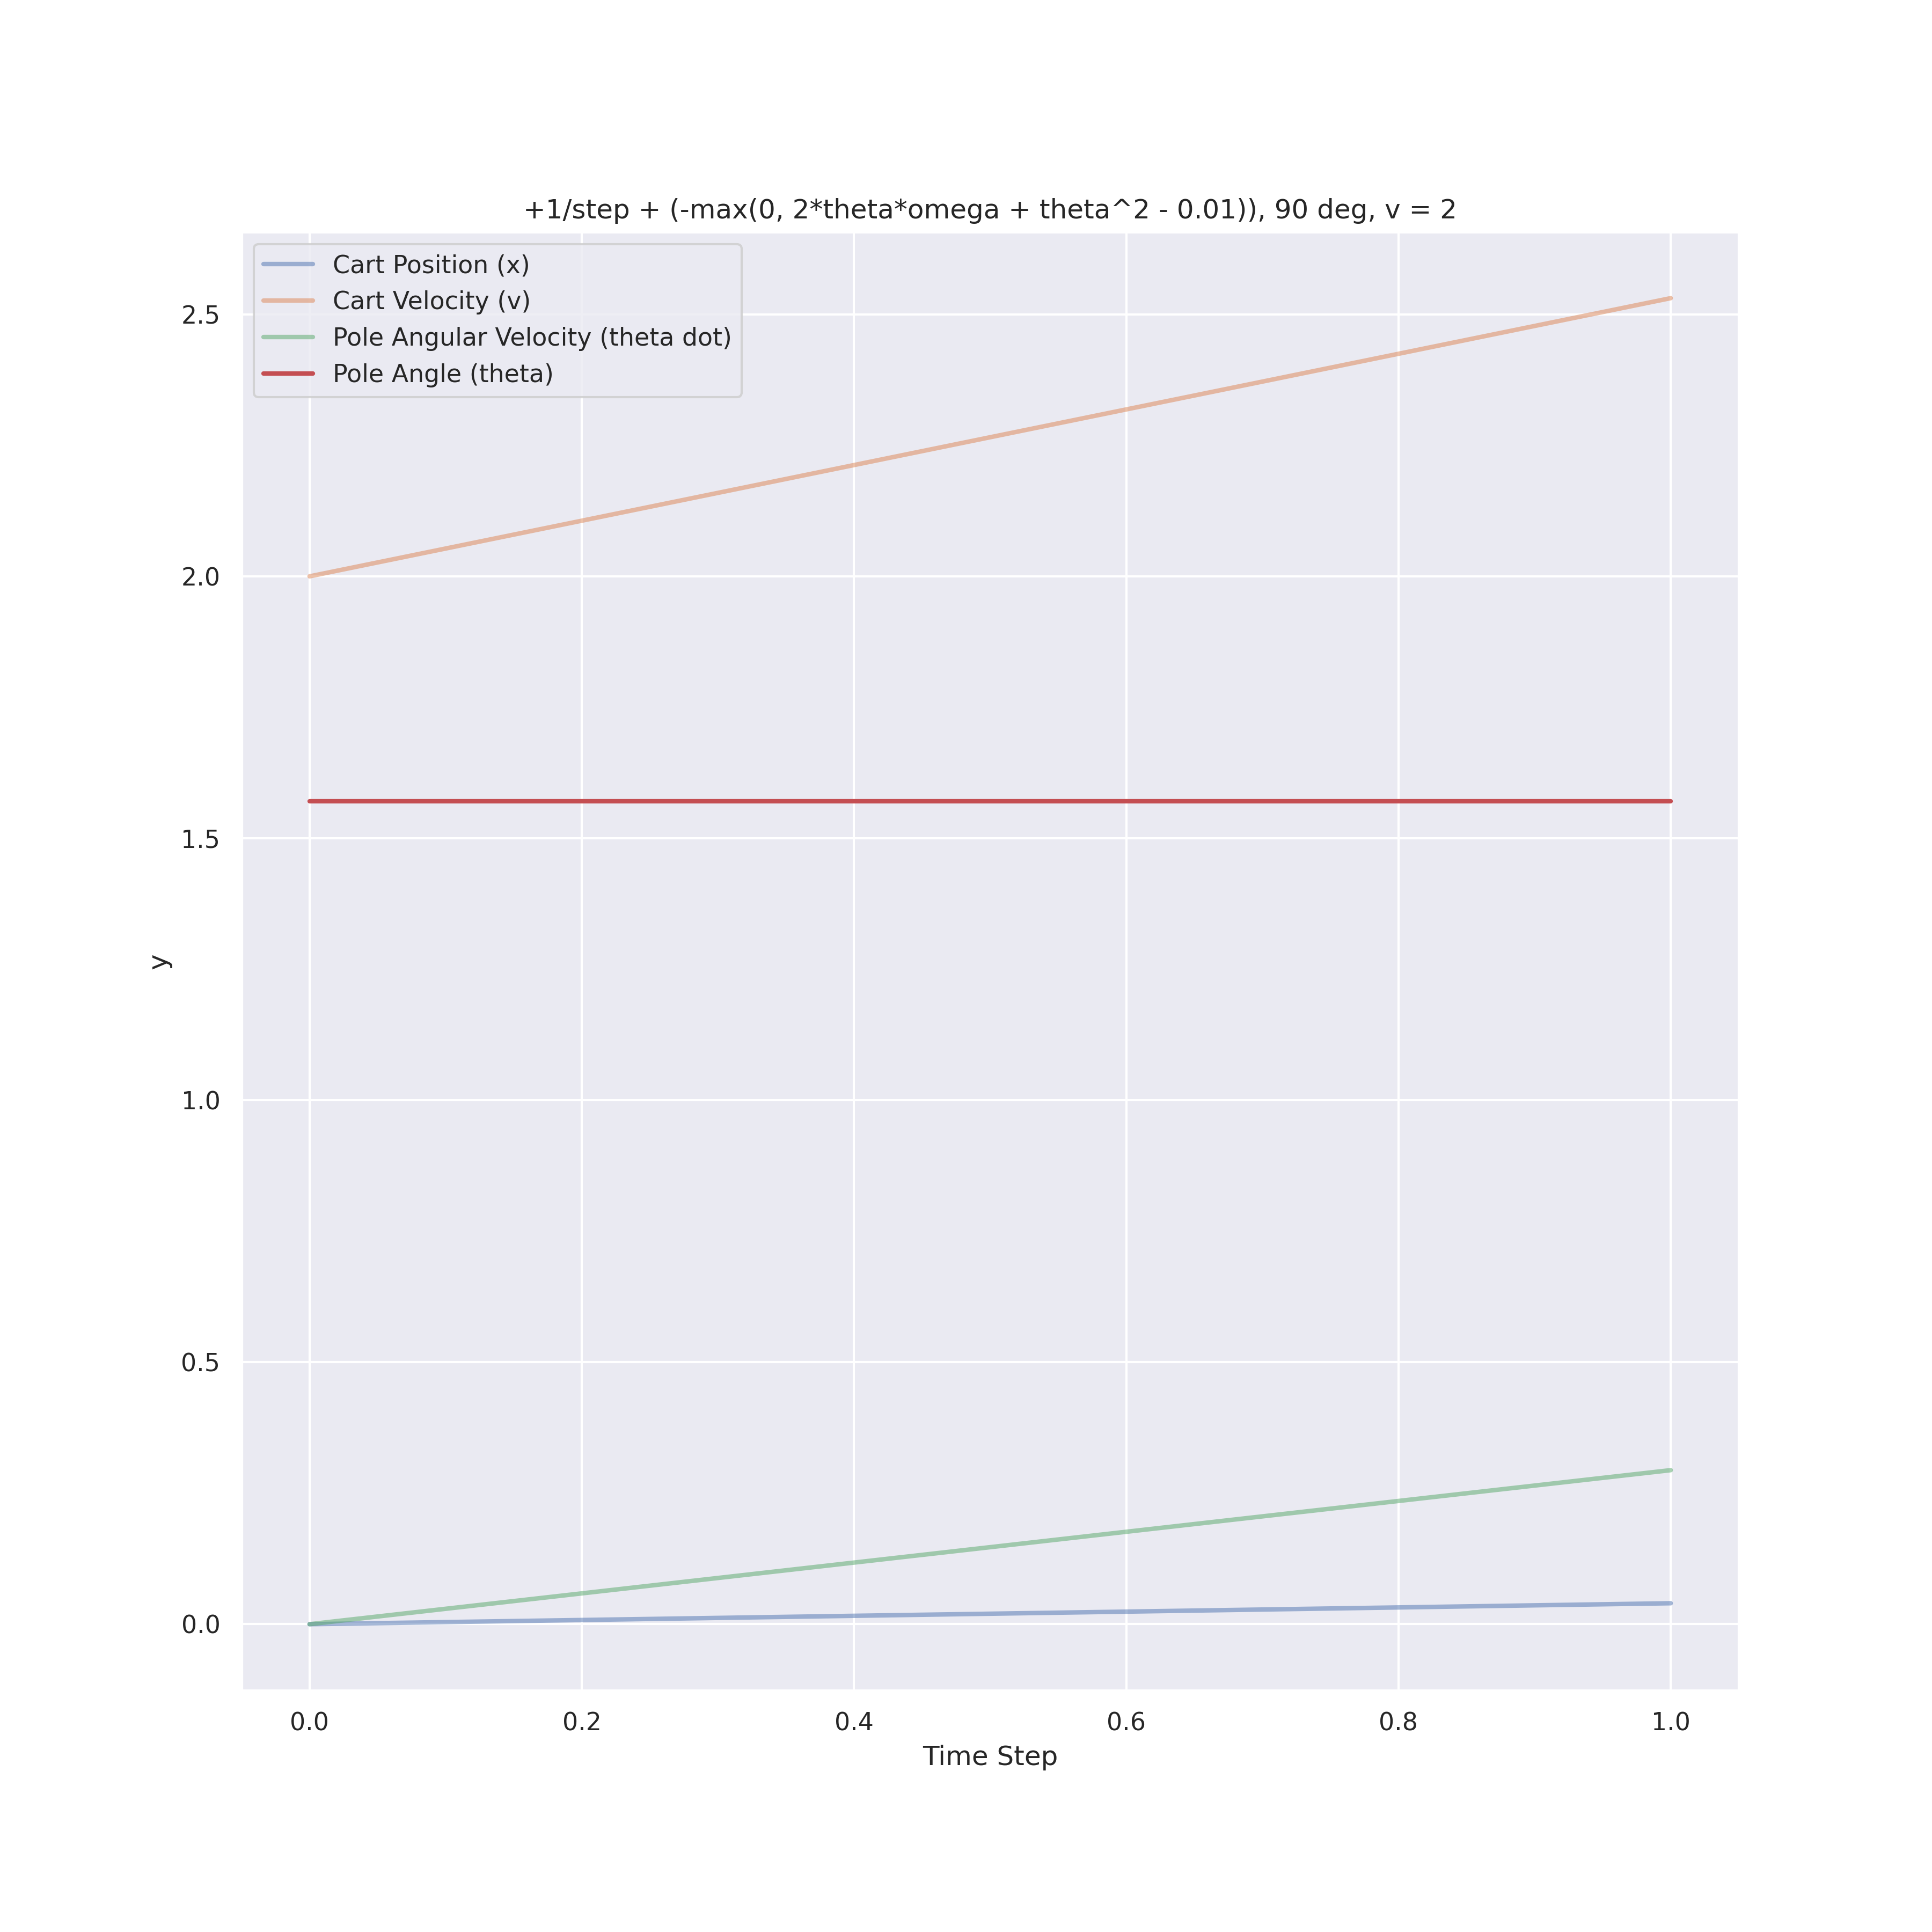 +1/step + (-max(0, 2*theta*omega + theta^2 - 0.01)), 90 deg, v = 2
Cart Position (x)
Cart Velocity (v)
Pole Angular Velocity (theta dot)
Pole Angle (theta)
2.5
2.0
1.5
1.0
0.5
0.0
y
0.0 0.2 0.4 0.6 0.8 1.0
Time Step